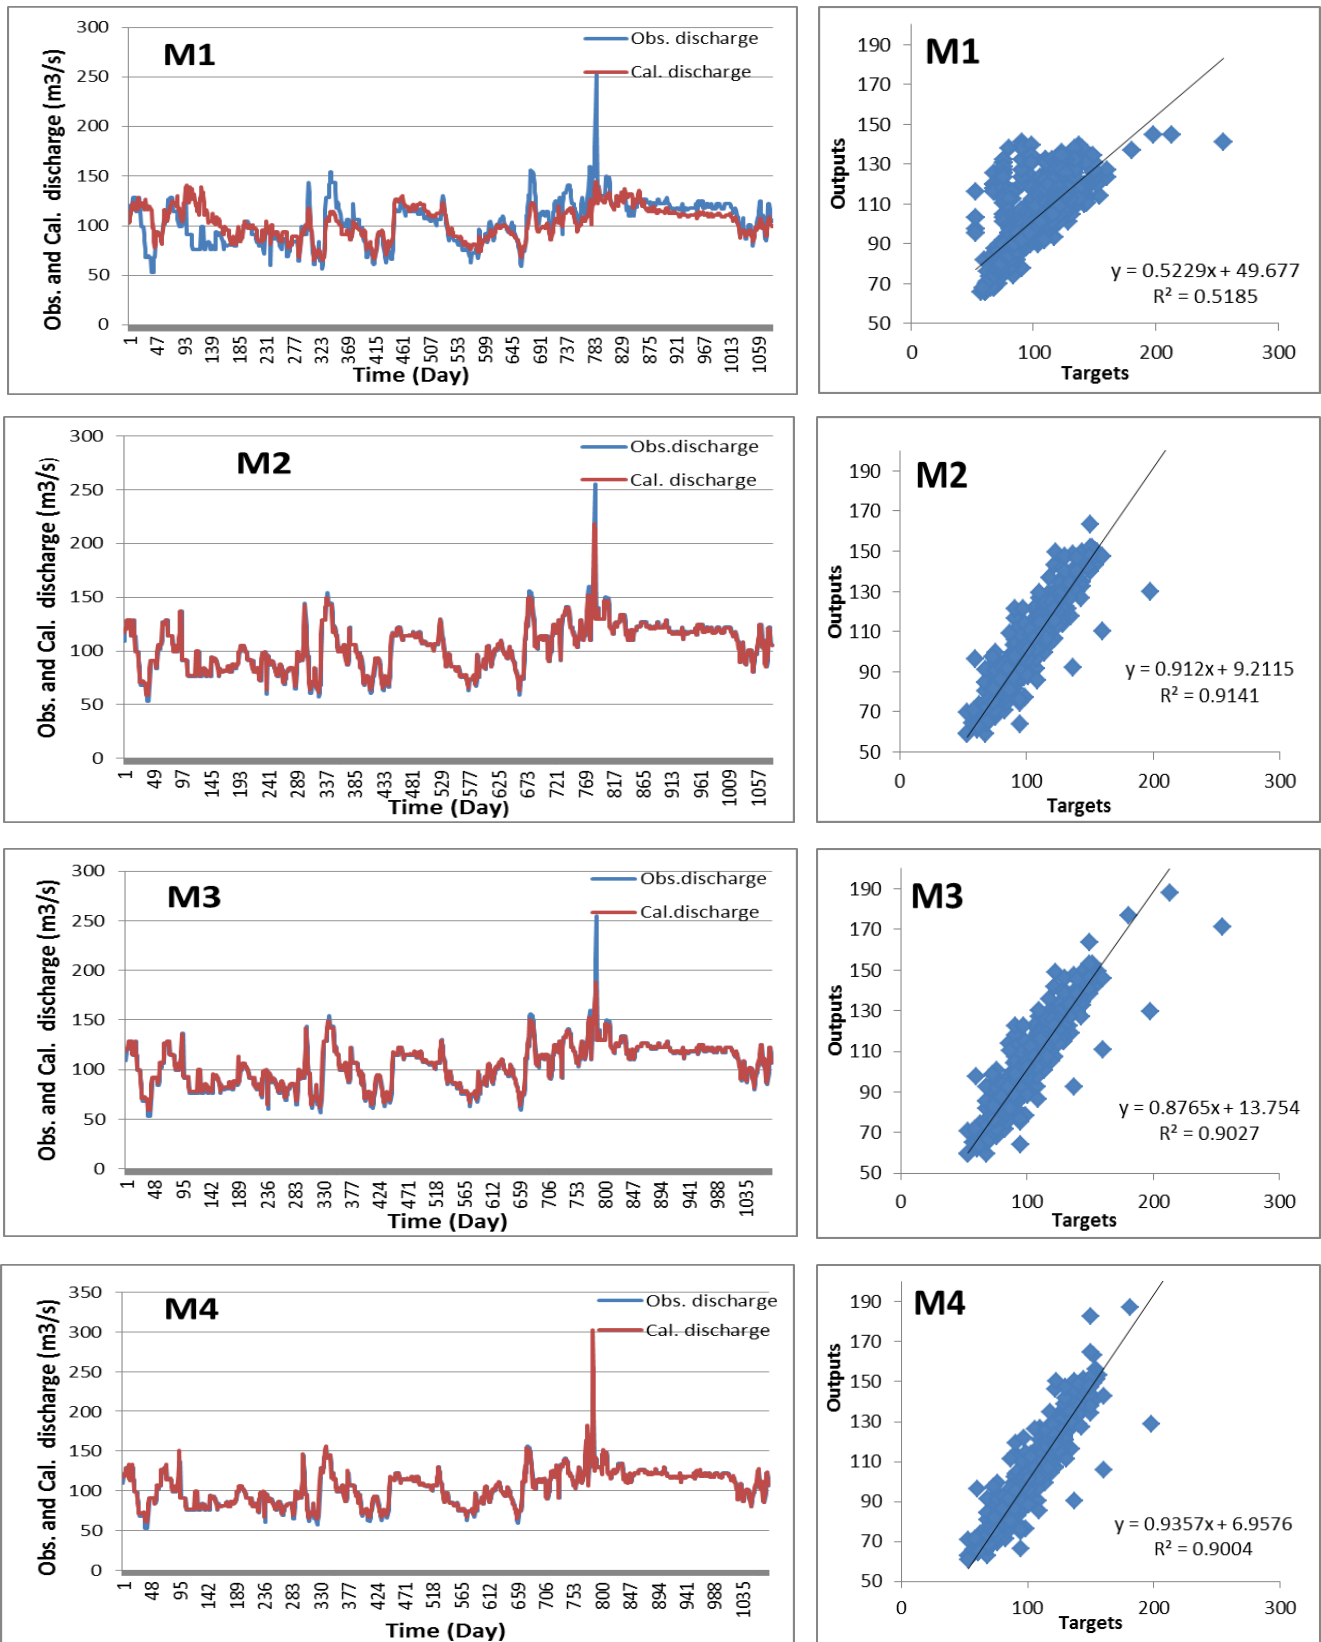 M1
Obs. discharge
Cal. discharge
Obs. and Cal. discharge (m3/s)
300
250
200
150
100
50
0
1 47 93 139 185 231 277 323 369 415 461 507 553 599 645 691 737 783 829 875 921 967 1013 1059
Time (Day)
M1
Outputs
190
170
150
130
110
90
70
50
y = 0.5229x + 49.677
R² = 0.5185
0 100 200 300
Targets
M2
Obs.discharge
Cal. discharge
Obs. and Cal. discharge (m3/s)
300
250
200
150
100
50
0
1 49 97 145 193 241 289 337 385 433 481 529 577 625 673 721 769 817 865 913 961 1009 1057
Time (Day)
M2
Outputs
190
170
150
130
110
90
70
50
y = 0.912x + 9.2115
R² = 0.9141
0 100 200 300
Targets
M3
Obs.discharge
Cal.discharge
Obs. and Cal. discharge (m3/s)
300
250
200
150
100
50
0
1 48 95 142 189 236 283 330 377 424 471 518 565 612 659 706 753 800 847 894 941 988 1035
Time (Day)
M3
Outputs
190
170
150
130
110
90
70
50
y = 0.8765x + 13.754
R² = 0.9027
0 100 200 300
Targets
M4
Obs. discharge
Cal. discharge
Obs. and Cal. discharge (m3/s)
350
300
250
200
150
100
50
0
1 48 95 142 189 236 283 330 377 424 471 518 565 612 659 706 753 800 847 894 941 988 1035
Time (Day)
M4
Outputs
190
170
150
130
110
90
70
50
y = 0.9357x + 6.9576
R² = 0.9004
0 100 200 300
Targets